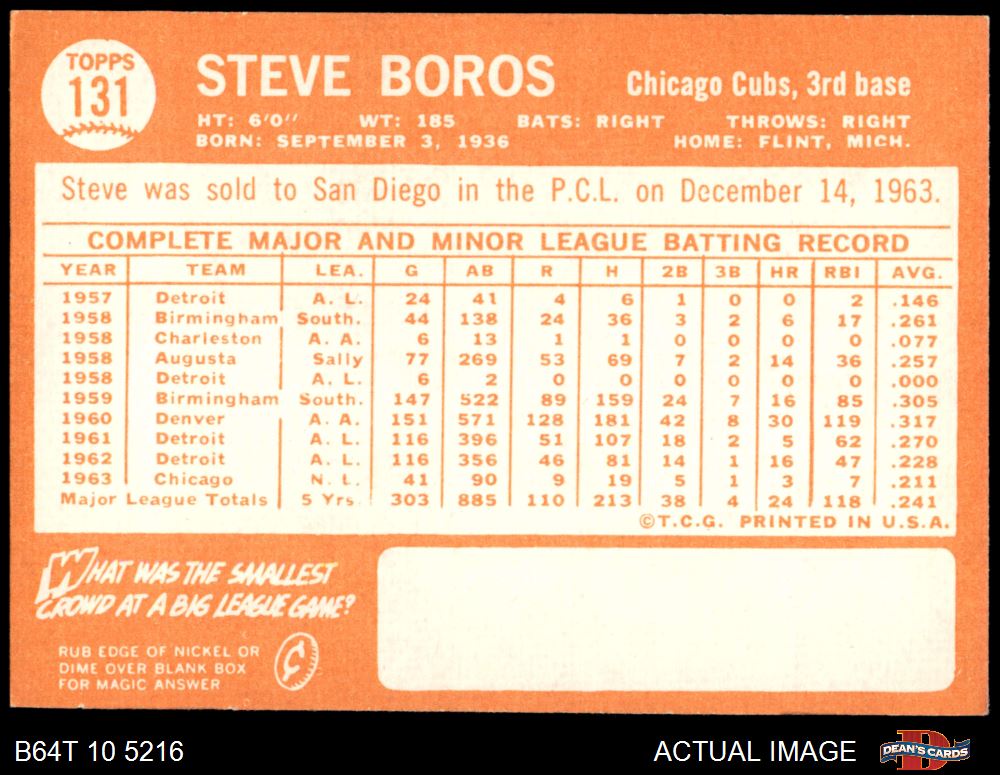 TOPPS
131
STEVE BOROS
Chicago Cubs, 3rd base
HT: 6'0" WT: 185 BATS: RIGHT THROWS: RIGHT
BORN: SEPTEMBER 3, 1936 HOME: FLINT, MICH.
Steve was sold to San Diego in the P.C.L. on December 14, 1963.
COMPLETE MAJOR AND MINOR LEAGUE BATTING RECORD
YEAR TEAM LEA. G AB R H 2B 3B HR RBI AVG.
1957 Detroit A. L. 24 41 4 6 1 0 0 2 .146
1958 Birmingham South. 44 138 24 36 3 2 6 17 .261
1958 Charleston A. A. 6 13 1 1 0 0 0 0 .077
1958 Augusta Sally 77 269 53 69 7 2 14 36 .257
1958 Detroit A. L. 6 2 0 0 0 0 0 0 .000
1959 Birmingham South. 147 522 89 159 24 7 16 85 .305
1960 Denver A. A. 151 571 128 181 42 8 30 119 .317
1961 Detroit A. L. 116 396 51 107 18 2 5 62 .270
1962 Detroit A. L. 116 356 46 81 14 1 16 47 .228
1963 Chicago N. L. 41 90 9 19 5 1 3 7 .211
Major League Totals 5 Yrs. 303 885 110 213 38 4 24 118 .241
©T.C.G. PRINTED IN U.S.A.
WHAT WAS THE SMALLEST
CROWD AT A BIG LEAGUE GAME?
RUB EDGE OF NICKEL OR
DIME OVER BLANK BOX
FOR MAGIC ANSWER
¢
B64T 10 5216
ACTUAL IMAGE
D
DEAN'S CARDS